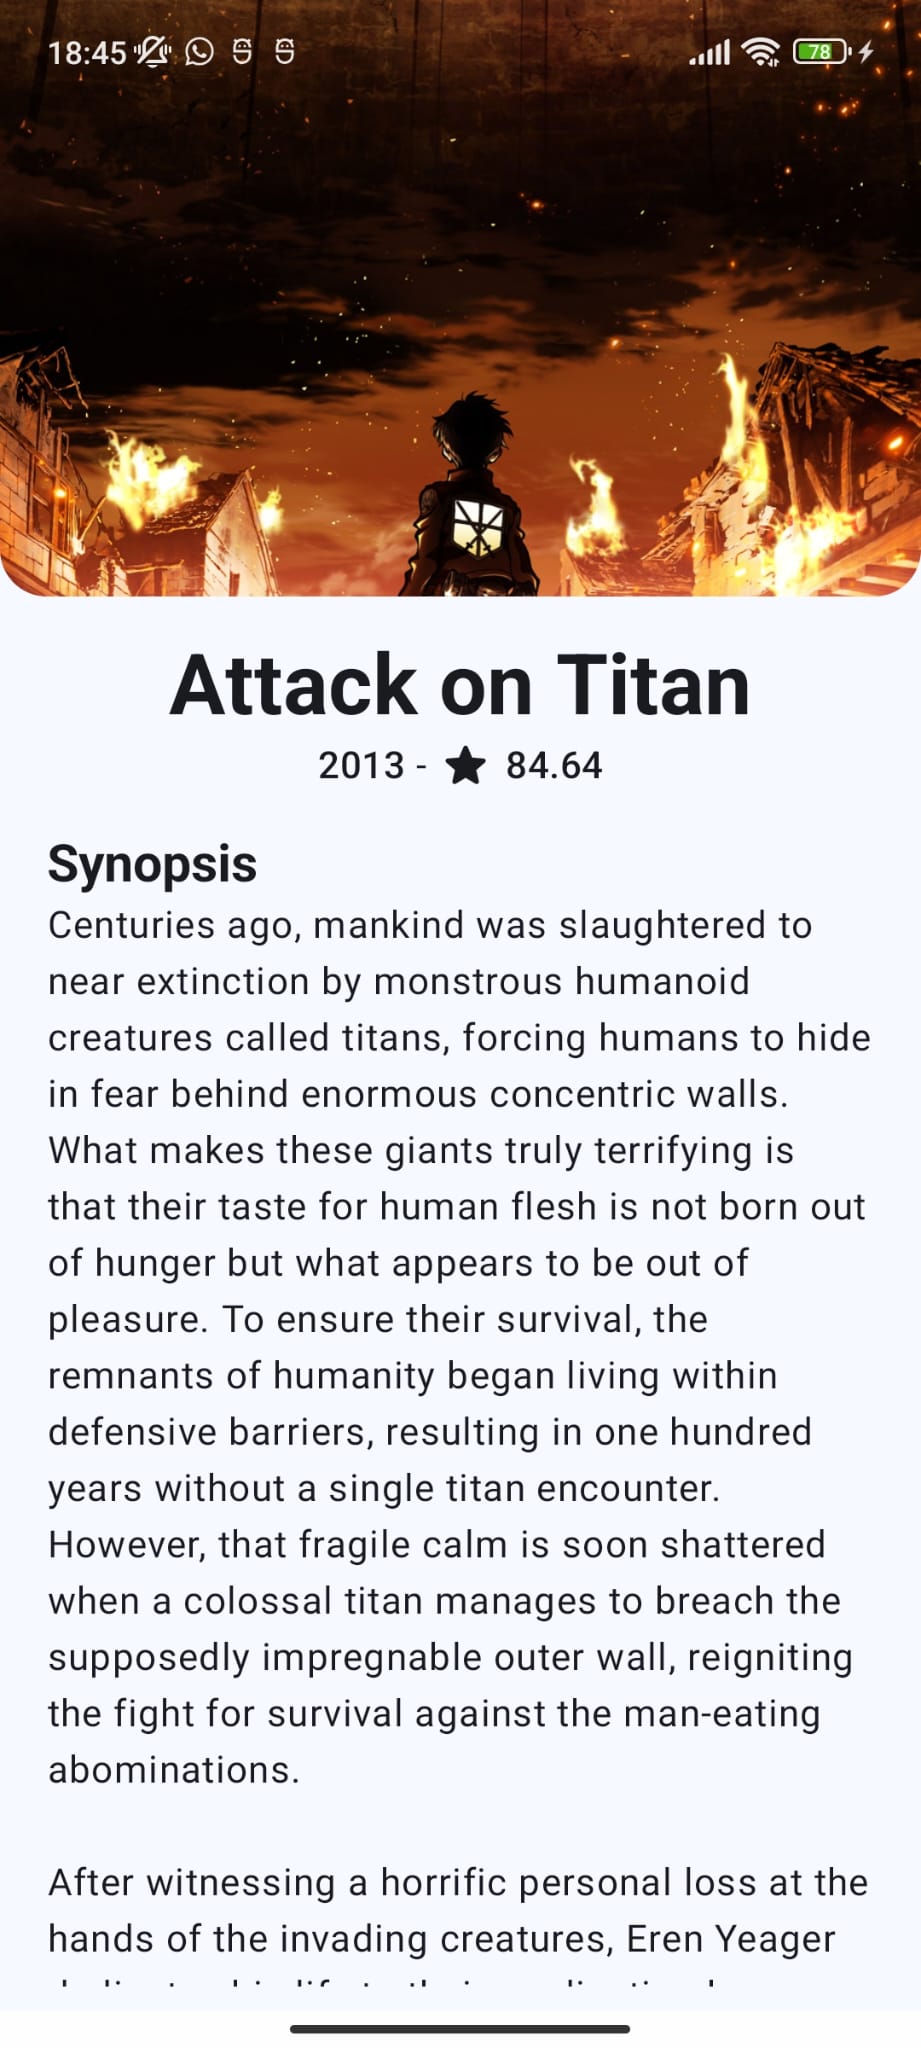 18:45
78
Attack on Titan
2013 - ★ 84.64
Synopsis
Centuries ago, mankind was slaughtered to
near extinction by monstrous humanoid
creatures called titans, forcing humans to hide
in fear behind enormous concentric walls.
What makes these giants truly terrifying is
that their taste for human flesh is not born out
of hunger but what appears to be out of
pleasure. To ensure their survival, the
remnants of humanity began living within
defensive barriers, resulting in one hundred
years without a single titan encounter.
However, that fragile calm is soon shattered
when a colossal titan manages to breach the
supposedly impregnable outer wall, reigniting
the fight for survival against the man-eating
abominations.
After witnessing a horrific personal loss at the
hands of the invading creatures, Eren Yeager